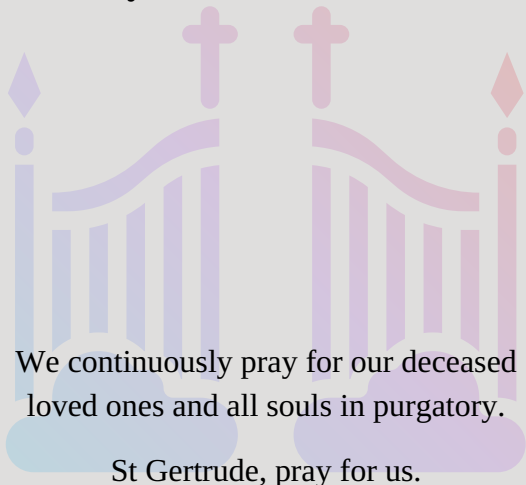 We continuously pray for our deceased
loved ones and all souls in purgatory.
St Gertrude, pray for us.